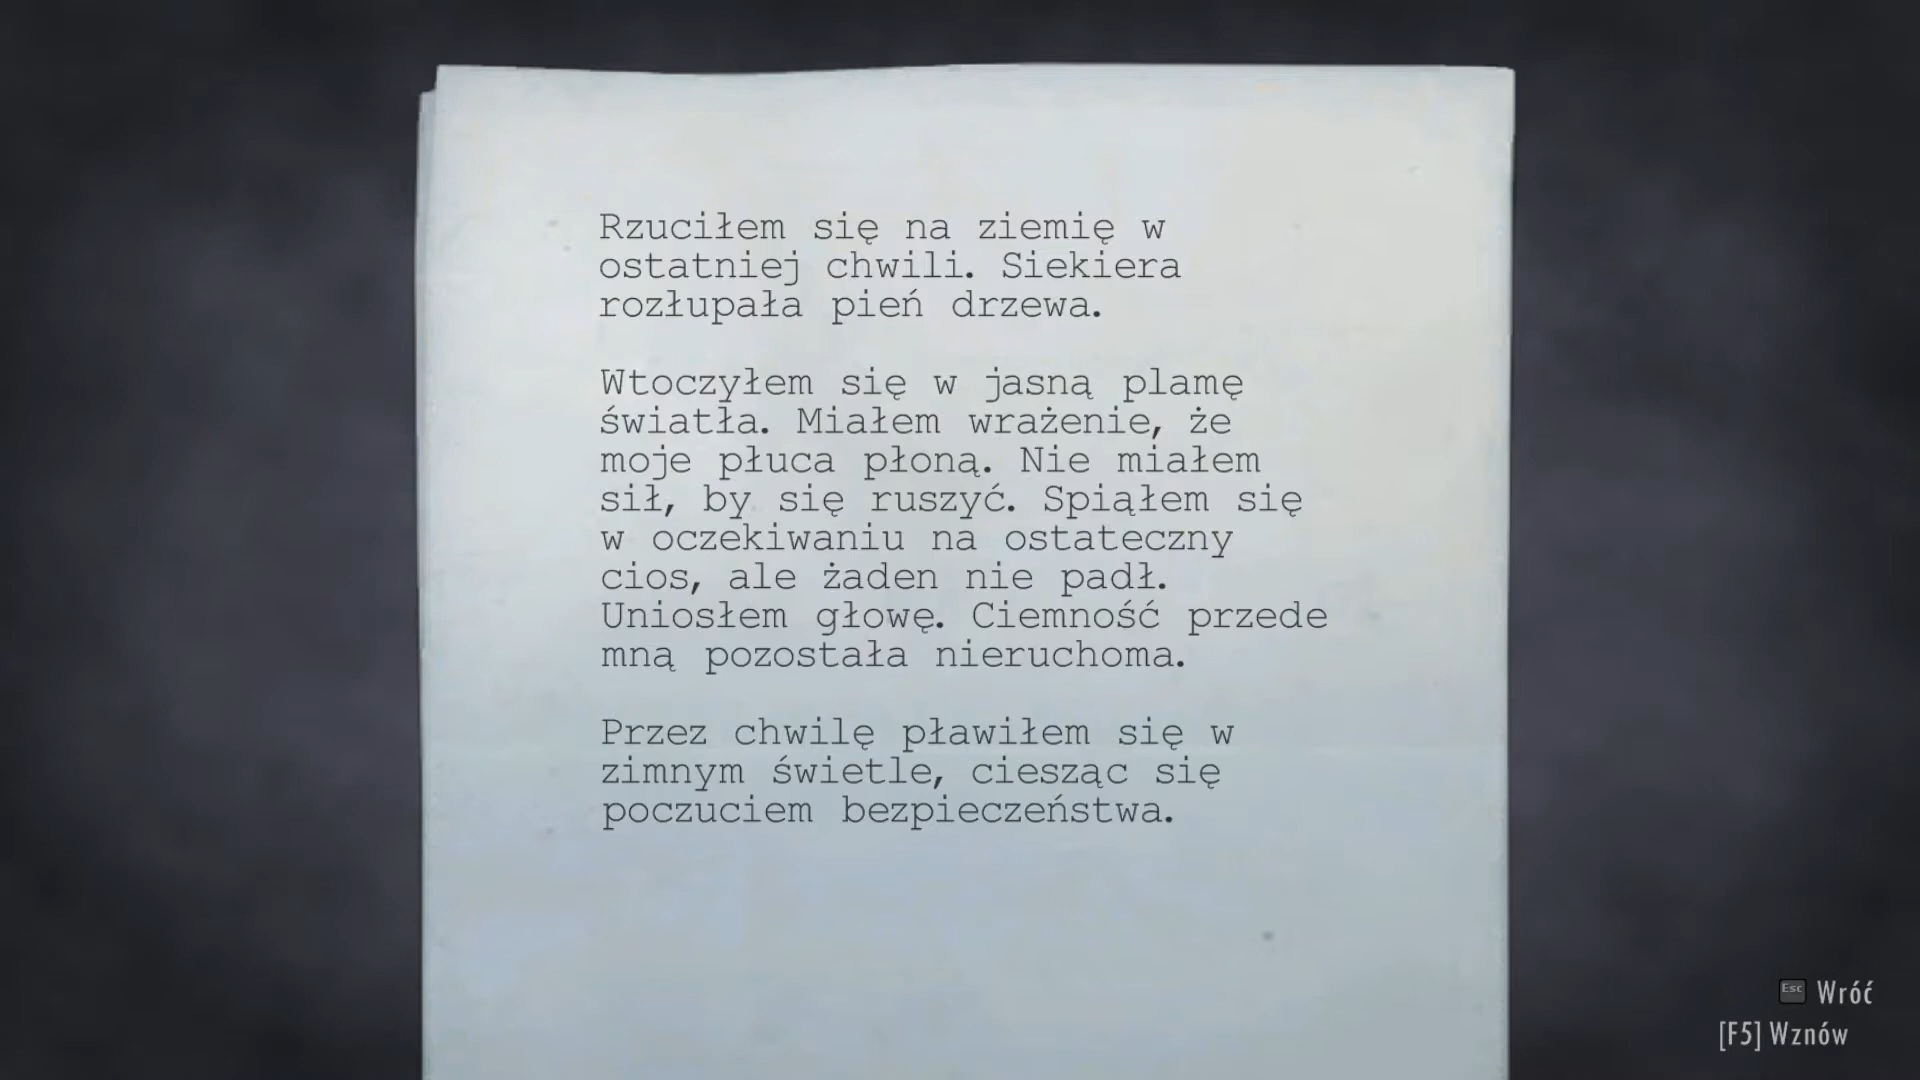 Rzuciłem się na ziemię w
ostatniej chwili. Siekiera
rozłupała pień drzewa.
Wtoczyłem się w jasną plamę
światła. Miałem wrażenie, że
moje płuca płoną. Nie miałem
sił, by się ruszyć. Spiąłem się
w oczekiwaniu na ostateczny
cios, ale żaden nie padł.
Uniosłem głowę. Ciemność przede
mną pozostała nieruchoma.
Przez chwilę pławiłem się w
zimnym świetle, ciesząc się
poczuciem bezpieczeństwa.
Esc Wróć
[F5] Wznów